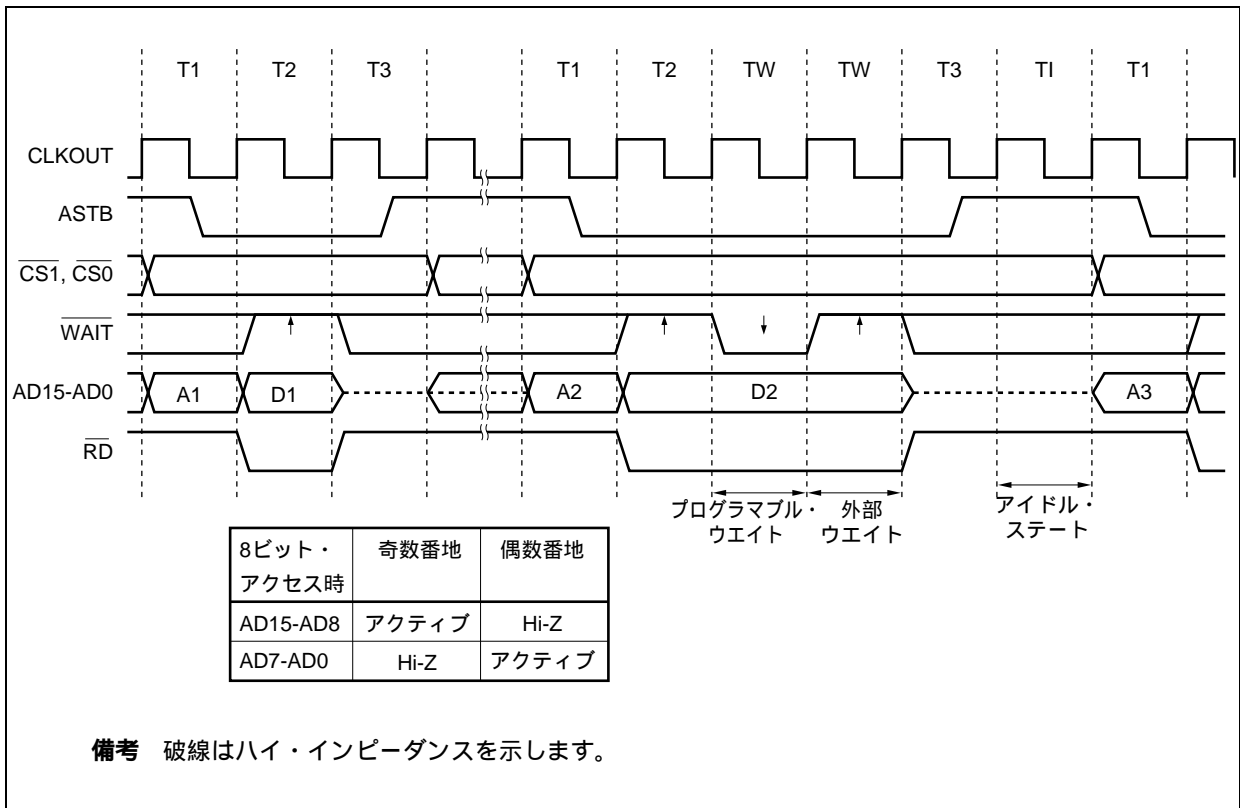 T1 T2 T3 T1 T2 TW TW T3 TI T1
CLKOUT
ASTB
CS1, CS0
WAIT
AD15-AD0 A1 D1 A2 D2 A3
RD
プログラマブル・ 外部 アイドル・
ウエイト ウエイト ステート
8ビット・ 奇数番地 偶数番地
アクセス時
AD15-AD8 アクティブ Hi-Z
AD7-AD0 Hi-Z アクティブ
備考 破線はハイ・インピーダンスを示します。